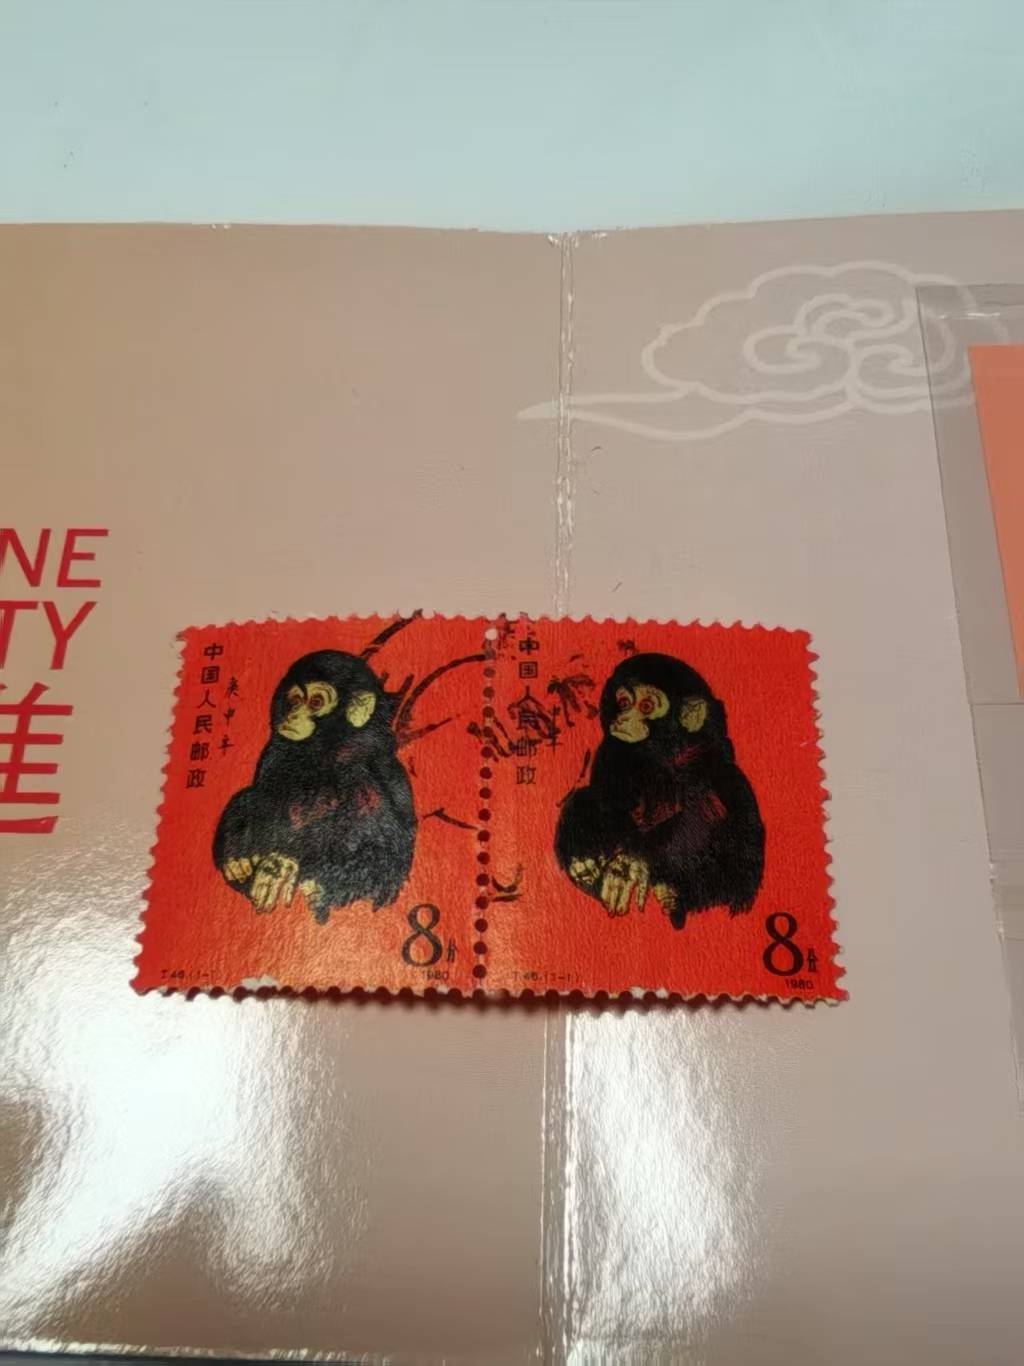 NE
TY
中国人民邮政
庚申年
8分
1980
T.46.(1-1)
中国人民邮政
年
8分
1980
T.46.(1-1)